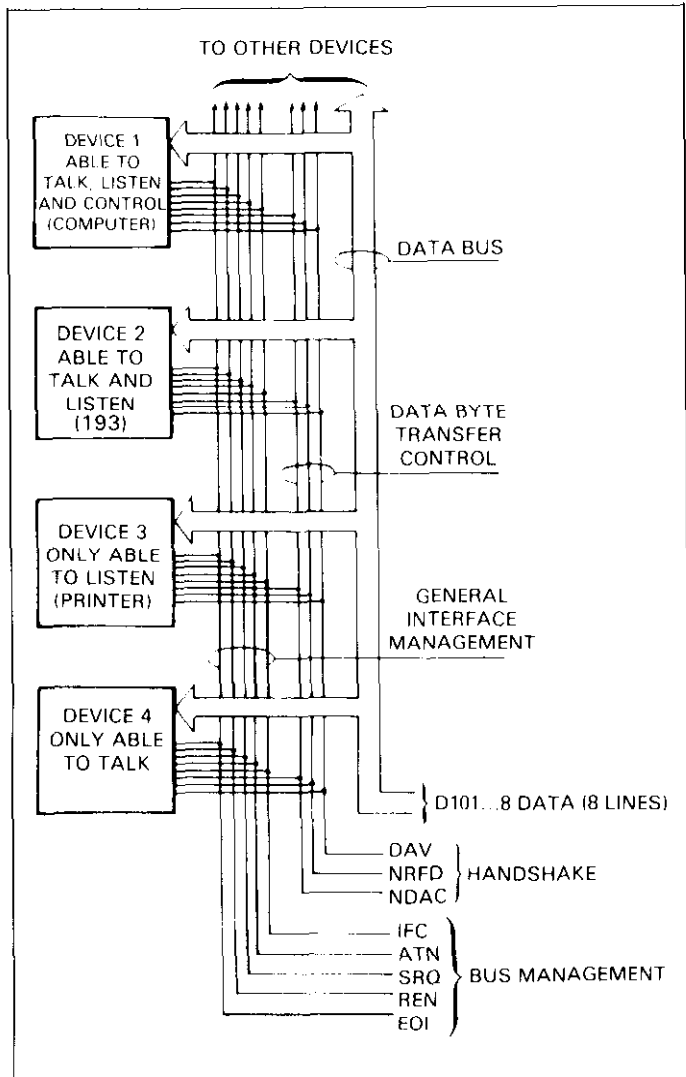 TO OTHER DEVICES
DEVICE 1
ABLE TO
TALK, LISTEN
AND CONTROL
(COMPUTER)
DATA BUS
DEVICE 2
ABLE TO
TALK AND
LISTEN
(193)
DATA BYTE
TRANSFER
CONTROL
DEVICE 3
ONLY ABLE
TO LISTEN
(PRINTER)
GENERAL
INTERFACE
MANAGEMENT
DEVICE 4
ONLY ABLE
TO TALK
D101...8 DATA (8 LINES)
DAV
NRFD
NDAC
HANDSHAKE
IFC
ATN
SRQ
REN
EOI
BUS MANAGEMENT